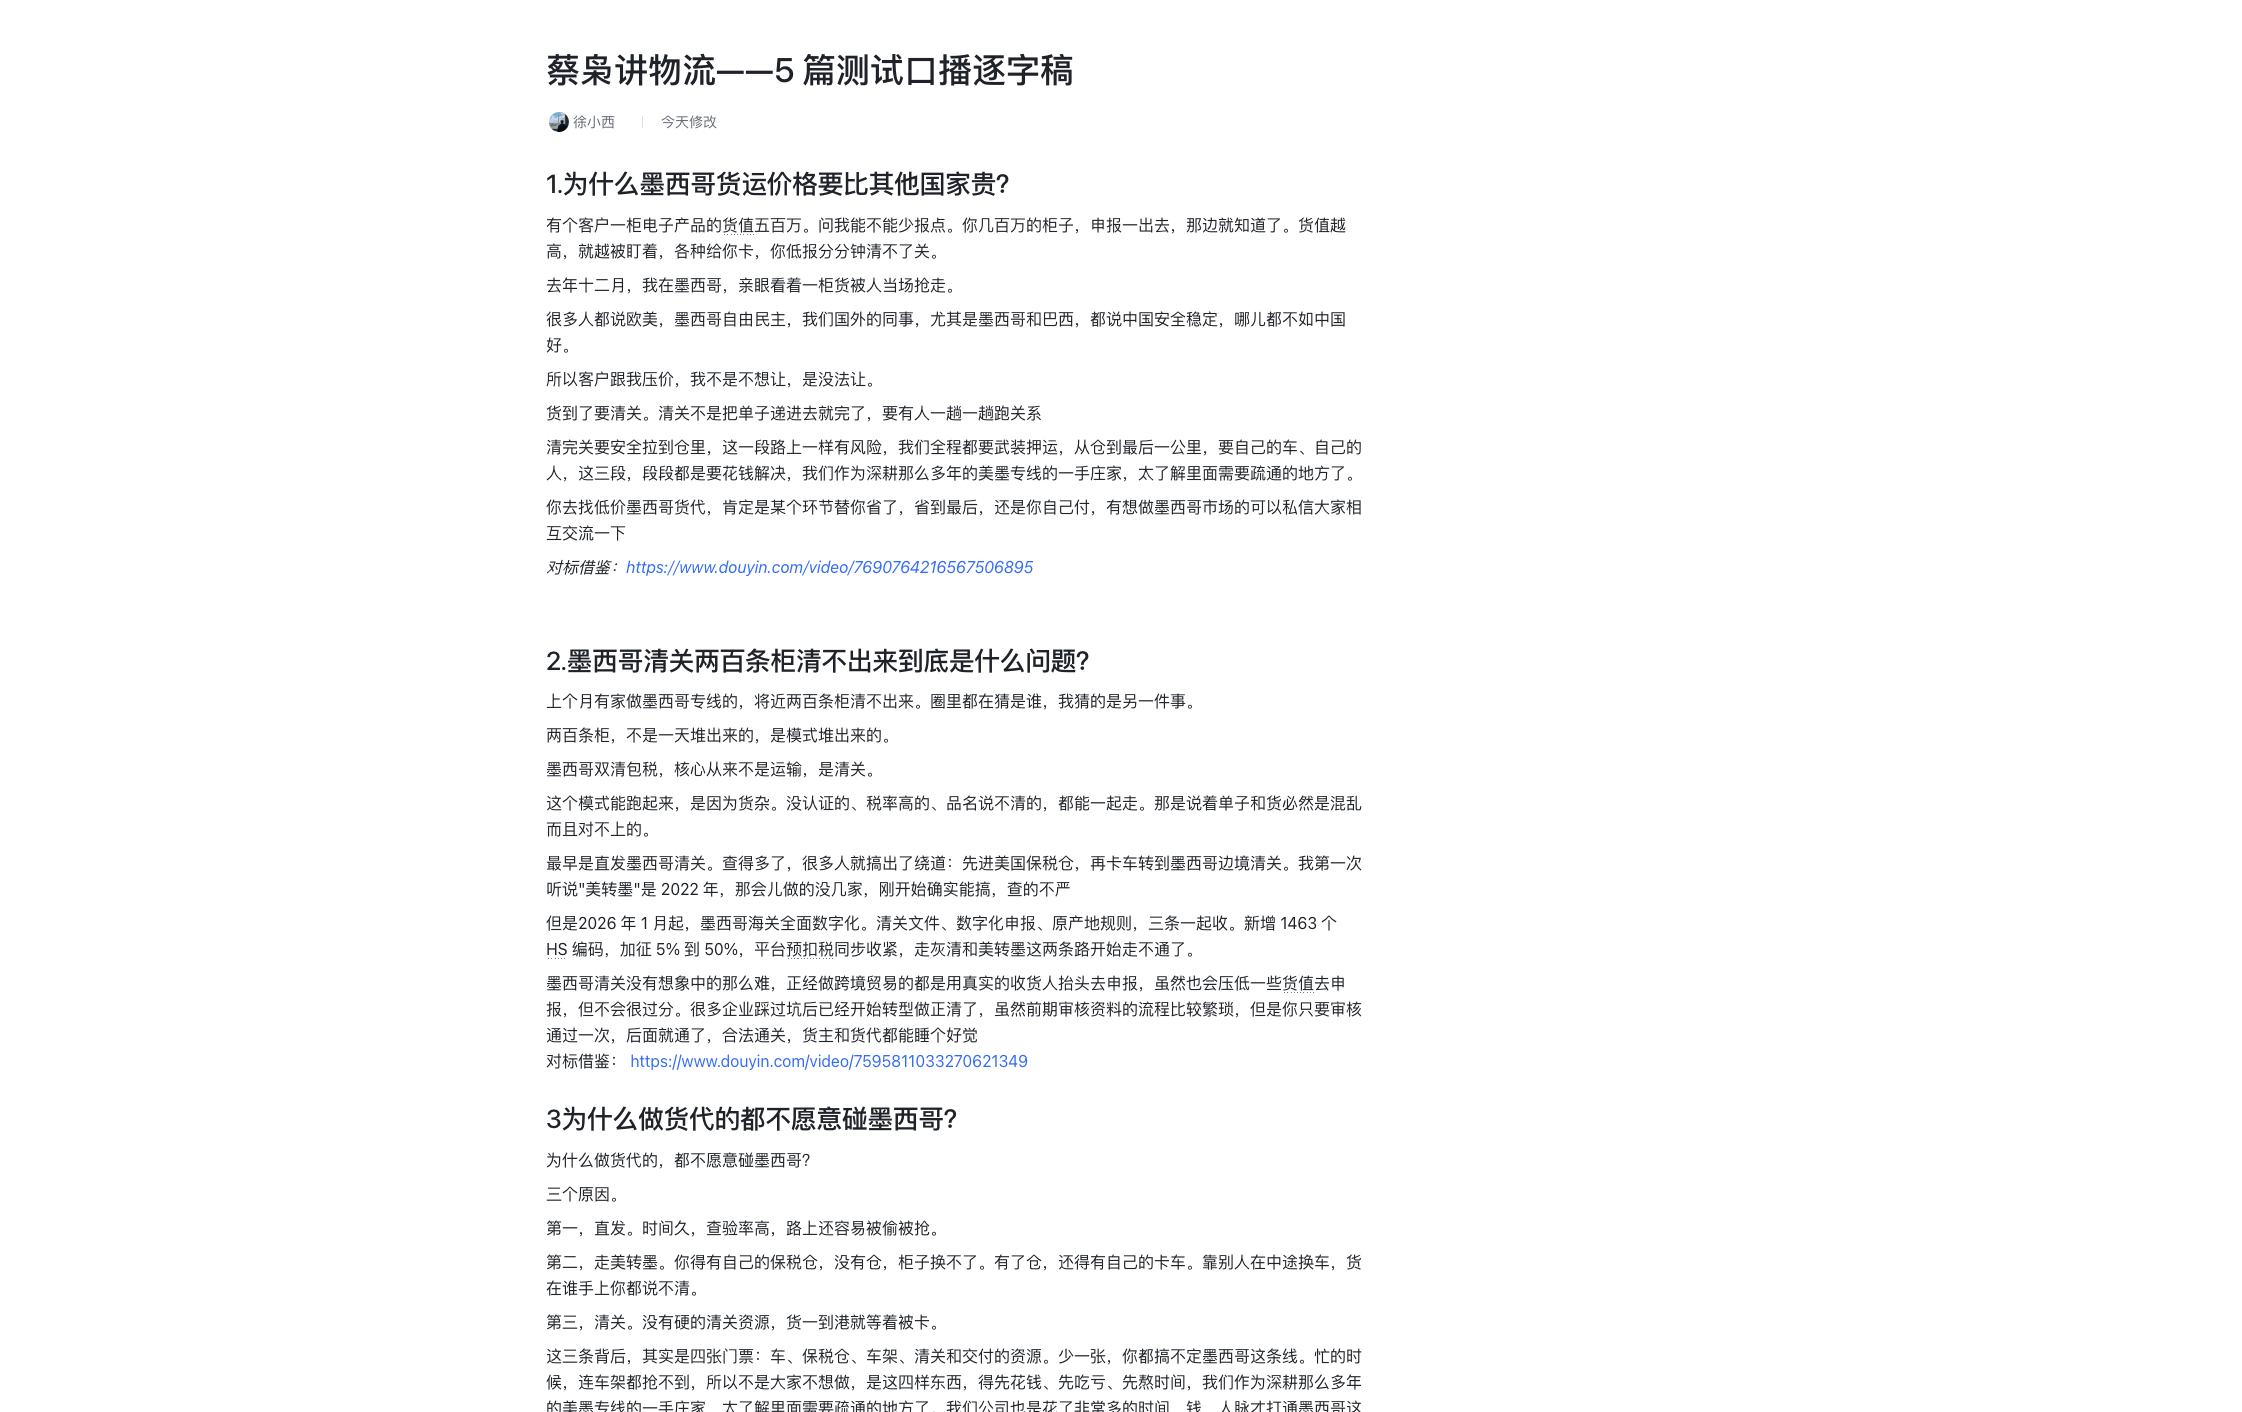 蔡枭讲物流——5 篇测试口播逐字稿
徐小西
今天修改
1.为什么墨西哥货运价格要比其他国家贵?
有个客户一柜电子产品的货值五百万。问我能不能少报点。你几百万的柜子，申报一出去，那边就知道了。货值越
高，就越被盯着，各种给你卡，你低报分分钟清不了关。
去年十二月，我在墨西哥，亲眼看着一柜货被人当场抢走。
很多人都说欧美，墨西哥自由民主，我们国外的同事，尤其是墨西哥和巴西，都说中国安全稳定，哪儿都不如中国
好。
所以客户跟我压价，我不是不想让，是没法让。
货到了要清关。清关不是把单子递进去就完了，要有人一趟一趟跑关系
清完关要安全拉到仓里，这一段路上一样有风险，我们全程都要武装押运，从仓到最后一公里，要自己的车、自己的
人，这三段，段段都是要花钱解决，我们作为深耕那么多年的美墨专线的一手庄家，太了解里面需要疏通的地方了。
你去找低价墨西哥货代，肯定是某个环节替你省了，省到最后，还是你自己付，有想做墨西哥市场的可以私信大家相
互交流一下
对标借鉴：https://www.douyin.com/video/7690764216567506895
2.墨西哥清关两百条柜清不出来到底是什么问题?
上个月有家做墨西哥专线的，将近两百条柜清不出来。圈里都在猜是谁，我猜的是另一件事。
两百条柜，不是一天堆出来的，是模式堆出来的。
墨西哥双清包税，核心从来不是运输，是清关。
这个模式能跑起来，是因为货杂。没认证的、税率高的、品名说不清的，都能一起走。那是说着单子和货必然是混乱
而且对不上的。
最早是直发墨西哥清关。查得多了，很多人就搞出了绕道：先进美国保税仓，再卡车转到墨西哥边境清关。我第一次
听说"美转墨"是 2022 年，那会儿做的没几家，刚开始确实能搞，查的不严
但是2026 年 1 月起，墨西哥海关全面数字化。清关文件、数字化申报、原产地规则，三条一起收。新增 1463 个
HS 编码，加征 5% 到 50%，平台预扣税同步收紧，走灰清和美转墨这两条路开始走不通了。
墨西哥清关没有想象中的那么难，正经做跨境贸易的都是用真实的收货人抬头去申报，虽然也会压低一些货值去申
报，但不会很过分。很多企业踩过坑后已经开始转型做正清了，虽然前期审核资料的流程比较繁琐，但是你只要审核
通过一次，后面就通了，合法通关，货主和货代都能睡个好觉
对标借鉴： https://www.douyin.com/video/7595811033270621349
3为什么做货代的都不愿意碰墨西哥?
为什么做货代的，都不愿意碰墨西哥?
三个原因。
第一，直发。时间久，查验率高，路上还容易被偷被抢。
第二，走美转墨。你得有自己的保税仓，没有仓，柜子换不了。有了仓，还得有自己的卡车。靠别人在中途换车，货
在谁手上你都说不清。
第三，清关。没有硬的清关资源，货一到港就等着被卡。
这三条背后，其实是四张门票：车、保税仓、车架、清关和交付的资源。少一张，你都搞不定墨西哥这条线。忙的时
候，连车架都抢不到，所以不是大家不想做，是这四样东西，得先花钱、先吃亏、先熬时间，我们作为深耕那么多年
的美墨专线的一手庄家，太了解里面需要疏通的地方了，我们公司也是花了非常多的时间、钱、人脉才打通墨西哥这